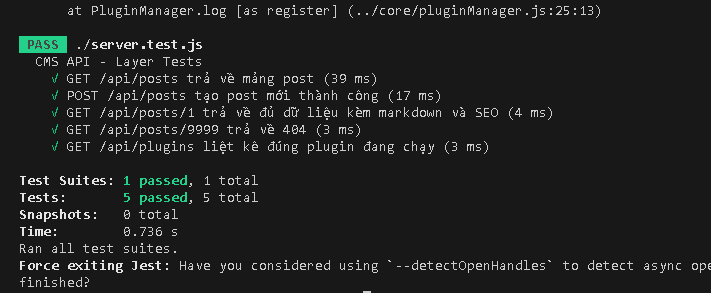 at PluginManager.log [as register] (../core/pluginManager.js:25:13)
PASS ./server.test.js
CMS API - Layer Tests
√ GET /api/posts trả về mảng post (39 ms)
√ POST /api/posts tạo post mới thành công (17 ms)
√ GET /api/posts/1 trả về đủ dữ liệu kèm markdown và SEO (4 ms)
√ GET /api/posts/9999 trả về 404 (3 ms)
√ GET /api/plugins liệt kê đúng plugin đang chạy (3 ms)
Test Suites: 1 passed, 1 total
Tests: 5 passed, 5 total
Snapshots: 0 total
Time: 0.736 s
Ran all test suites.
Force exiting Jest: Have you considered using `--detectOpenHandles` to detect async ope
finished?